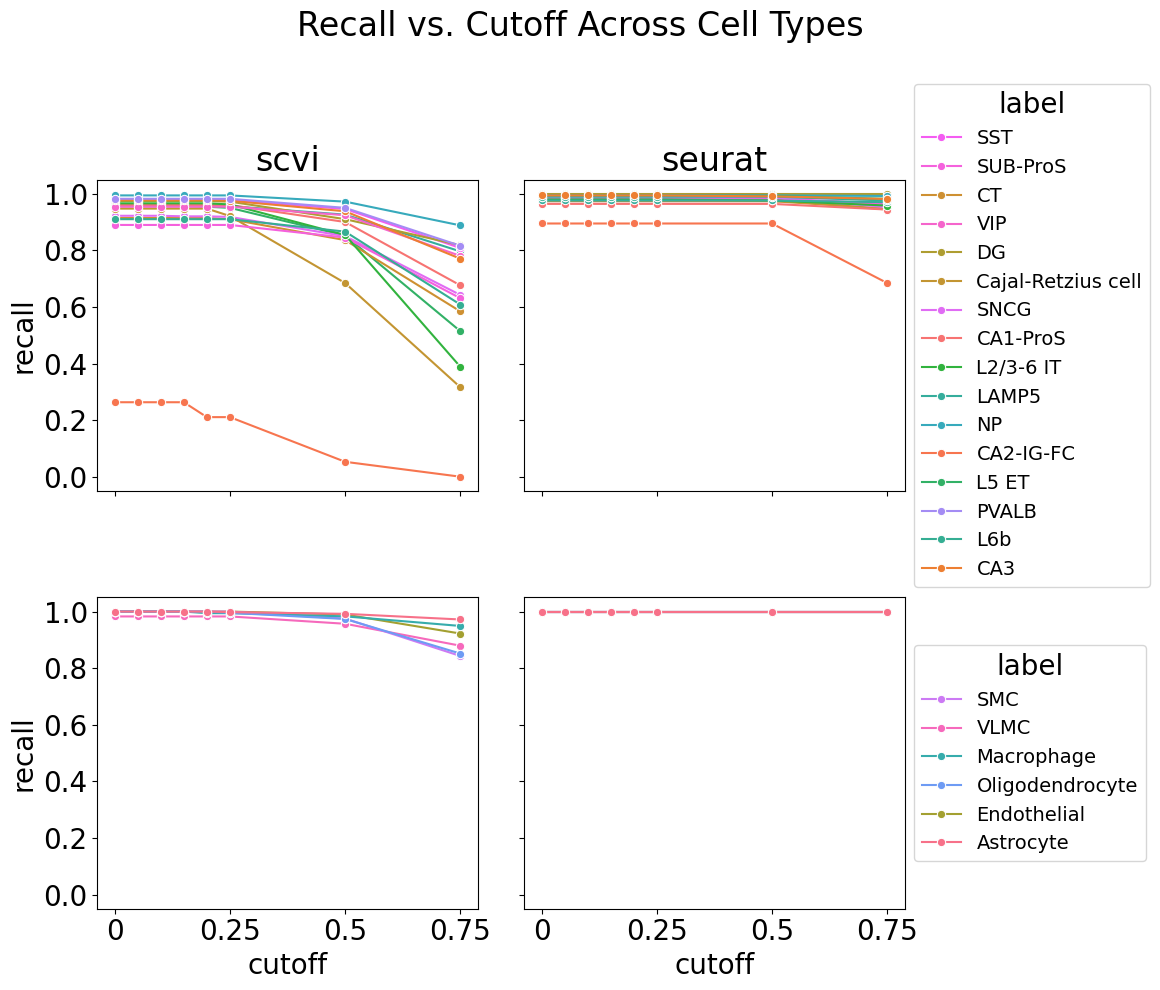 Recall vs. Cutoff Across Cell Types
scvi
seurat
recall
1.0
0.8
0.6
0.4
0.2
0.0
label
SST
SUB-ProS
CT
VIP
DG
Cajal-Retzius cell
SNCG
CA1-ProS
L2/3-6 IT
LAMP5
NP
CA2-IG-FC
L5 ET
PVALB
L6b
CA3
recall
1.0
0.8
0.6
0.4
0.2
0.0
0 0.25 0.5 0.75
cutoff
0 0.25 0.5 0.75
cutoff
label
SMC
VLMC
Macrophage
Oligodendrocyte
Endothelial
Astrocyte